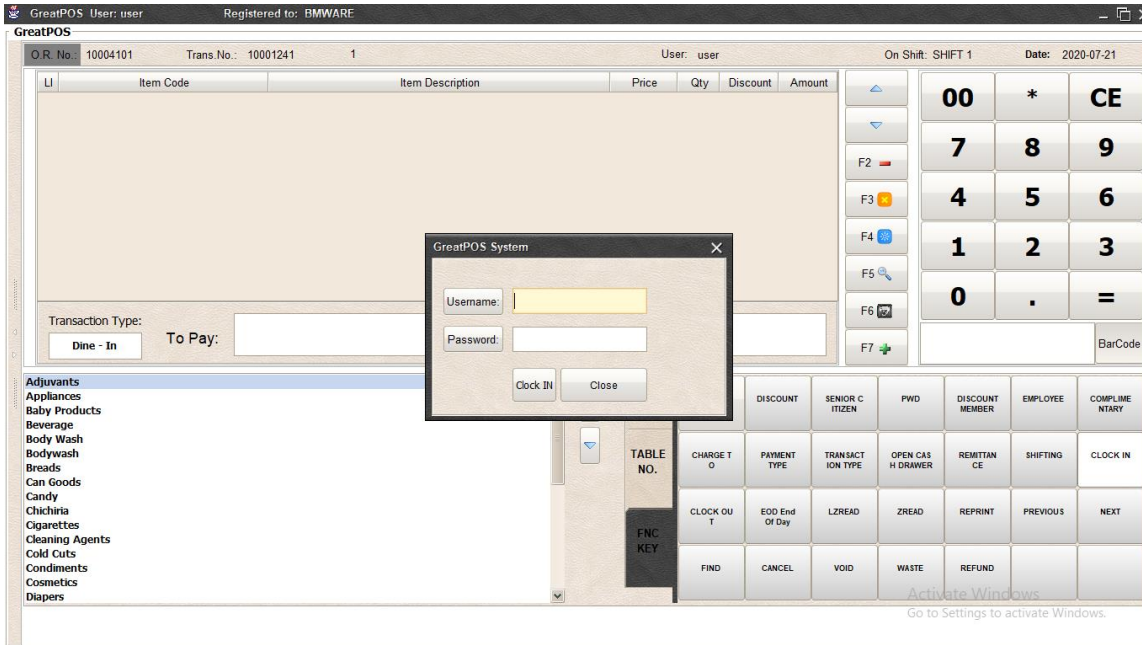 GreatPOS User: user Registered to: BMWARE
GreatPOS
O.R. No.: 10004101 Trans.No.: 10001241 1 User: user On Shift: SHIFT 1 Date: 2020-07-21
LI Item Code Item Description Price Qty Discount Amount
00 * CE
7 8 9
F2
F3
4 5 6
F4
1 2 3
F5
0 . =
F6
F7
BarCode
GreatPOS System
Username:
Password:
Clock IN Close
Transaction Type:
Dine - In
To Pay:
Adjuvants
Appliances
Baby Products
Beverage
Body Wash
Bodywash
Breads
Can Goods
Candy
Chichiria
Cigarettes
Cleaning Agents
Cold Cuts
Condiments
Cosmetics
Diapers
TABLE
NO.
FNC
KEY
DISCOUNT
SENIOR C
ITIZEN
PWD
DISCOUNT
MEMBER
EMPLOYEE
COMPLIME
NTARY
CHARGE T
O
PAYMENT
TYPE
TRANSACT
ION TYPE
OPEN CAS
H DRAWER
REMITTAN
CE
SHIFTING
CLOCK IN
CLOCK OU
T
EOD End
Of Day
LZREAD
ZREAD
REPRINT
PREVIOUS
NEXT
FIND
CANCEL
VOID
WASTE
REFUND
Activate Windows
Go to Settings to activate Windows.